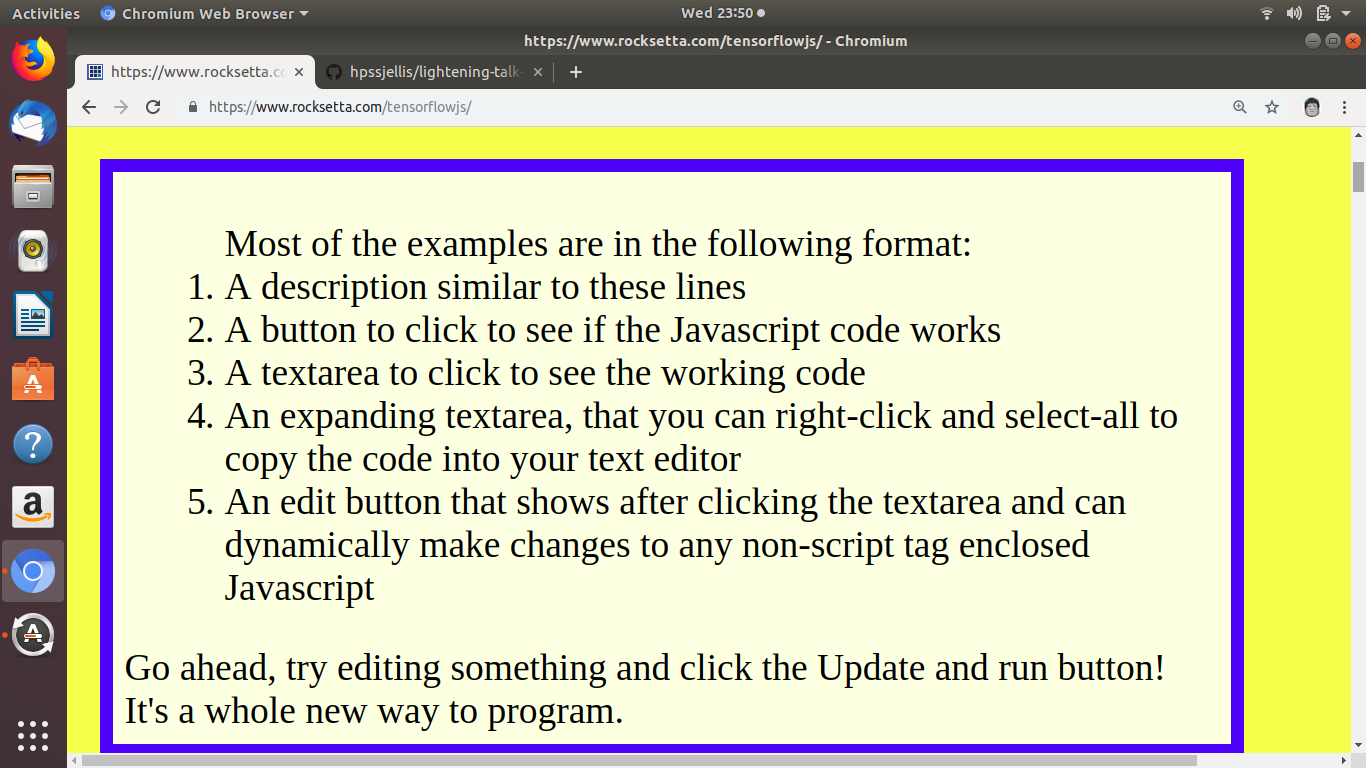 Activities Chromium Web Browser Wed 23:50
https://www.rocksetta.com/tensorflowjs/ - Chromium
https://www.rocksetta.cc hpssjellis/lightening-talk-
https://www.rocksetta.com/tensorflowjs/
Most of the examples are in the following format:
1. A description similar to these lines
2. A button to click to see if the Javascript code works
3. A textarea to click to see the working code
4. An expanding textarea, that you can right-click and select-all to
copy the code into your text editor
5. An edit button that shows after clicking the textarea and can
dynamically make changes to any non-script tag enclosed
Javascript
Go ahead, try editing something and click the Update and run button!
It's a whole new way to program.